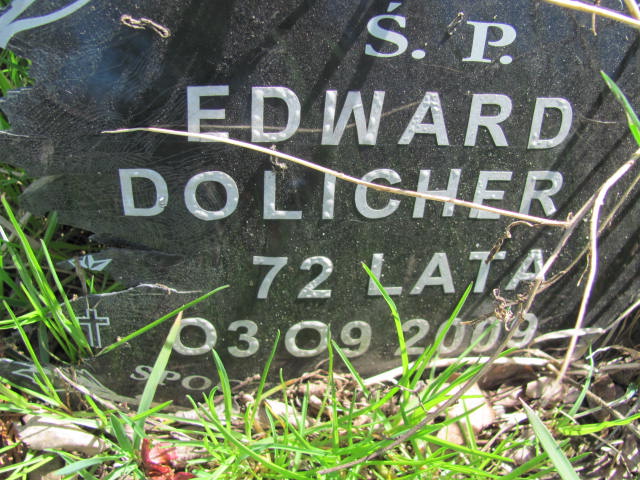 Ś. P.
EDWARD
DOLICHER
72 LATA
03 09 2009